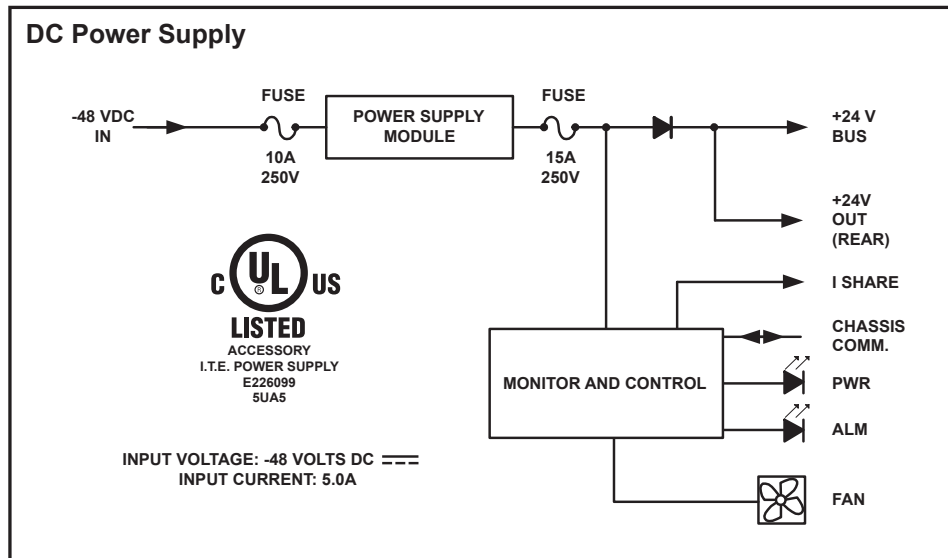 DC Power Supply
-48 VDC
IN
FUSE
10A
250V
POWER SUPPLY
MODULE
FUSE
15A
250V
+24 V
BUS
+24V
OUT
(REAR)
I SHARE
CHASSIS
COMM.
MONITOR AND CONTROL
PWR
ALM
FAN
C UL US
®
LISTED
ACCESSORY
I.T.E. POWER SUPPLY
E226099
5UA5
INPUT VOLTAGE: -48 VOLTS DC
INPUT CURRENT: 5.0A